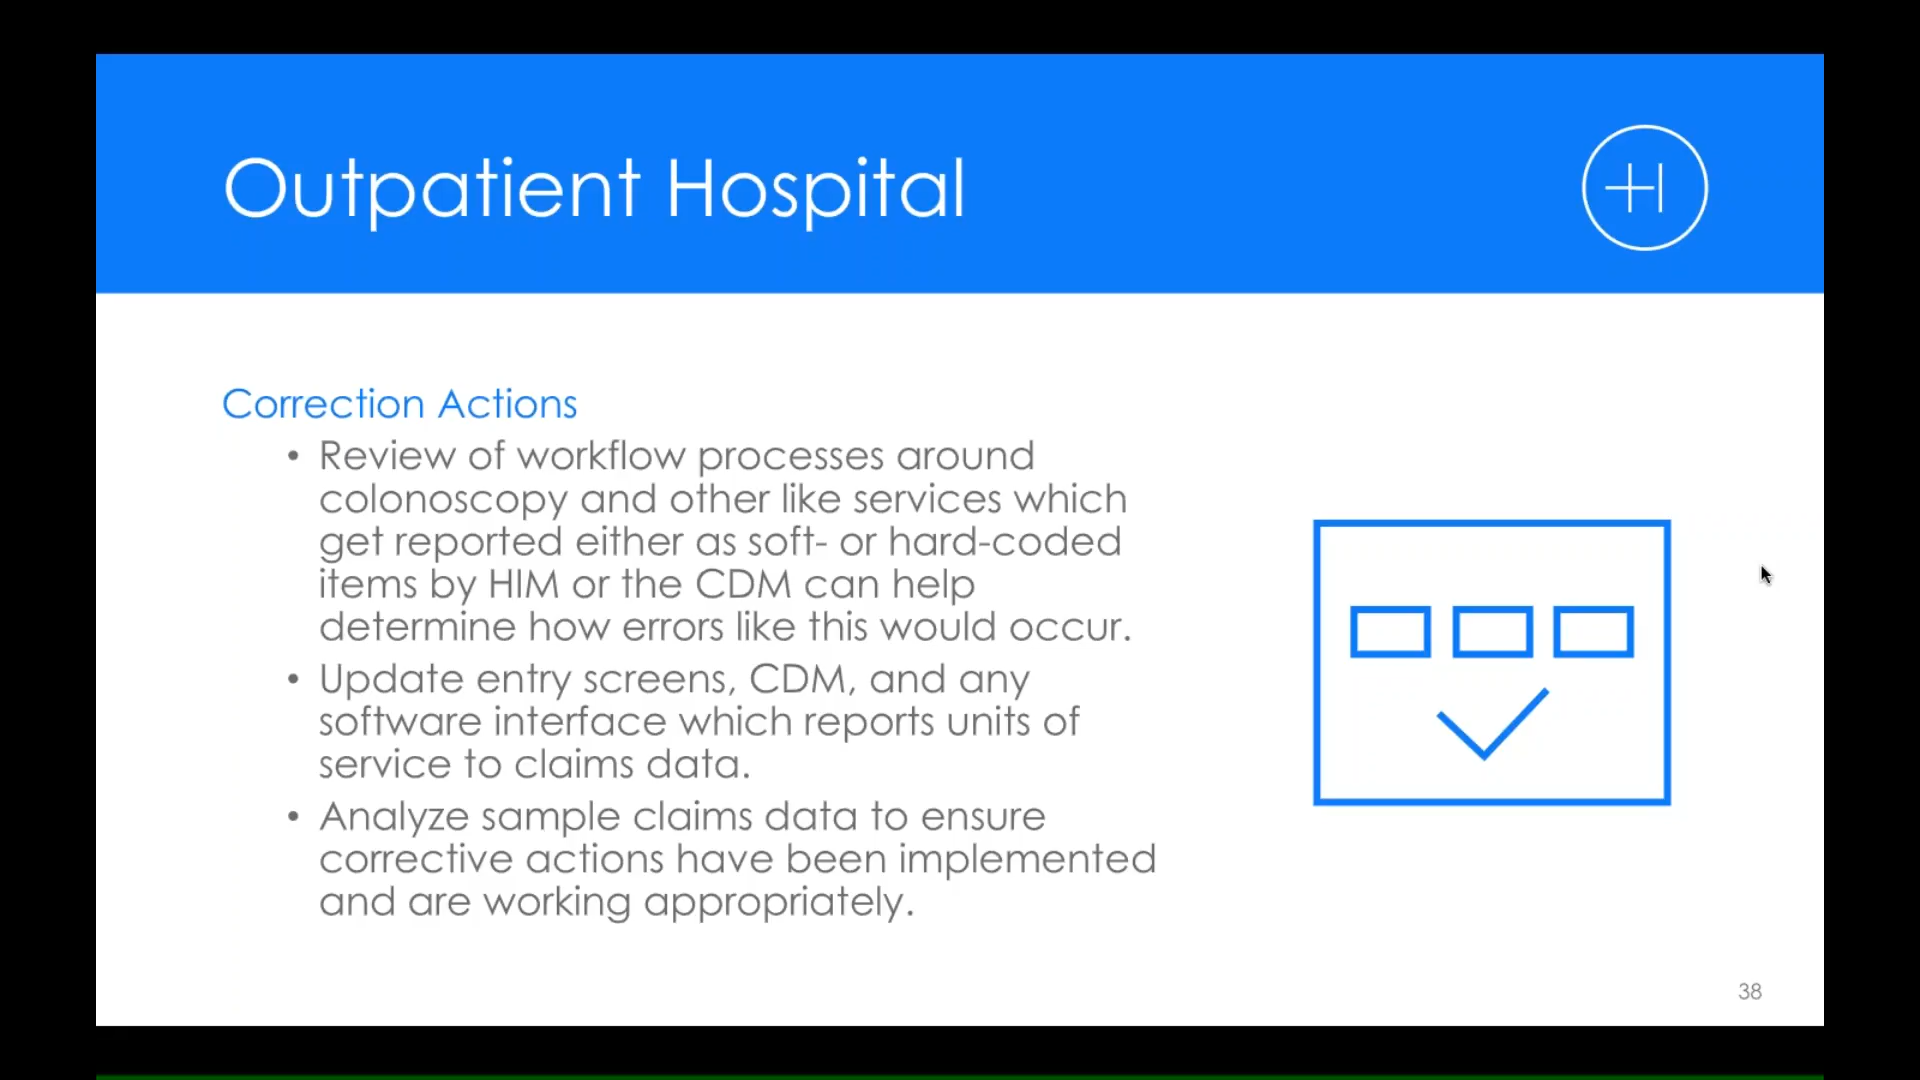 Outpatient Hospital
Correction Actions
• Review of workflow processes around
colonoscopy and other like services which
get reported either as soft- or hard-coded
items by HIM or the CDM can help
determine how errors like this would occur.
• Update entry screens, CDM, and any
software interface which reports units of
service to claims data.
• Analyze sample claims data to ensure
corrective actions have been implemented
and are working appropriately.
38